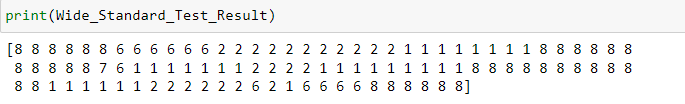 print(Wide_Standard_Test_Result)
[8 8 8 8 8 8 6 6 6 6 6 6 2 2 2 2 2 2 2 2 2 2 2 1 1 1 1 1 1 1 1 8 8 8 8 8 8
8 8 8 8 8 7 6 1 1 1 1 1 1 1 2 2 2 2 1 1 1 1 1 1 1 1 1 8 8 8 8 8 8 8 8 8 8
8 8 1 1 1 1 1 1 2 2 2 2 2 2 6 2 1 6 6 6 6 8 8 8 8 8 8]